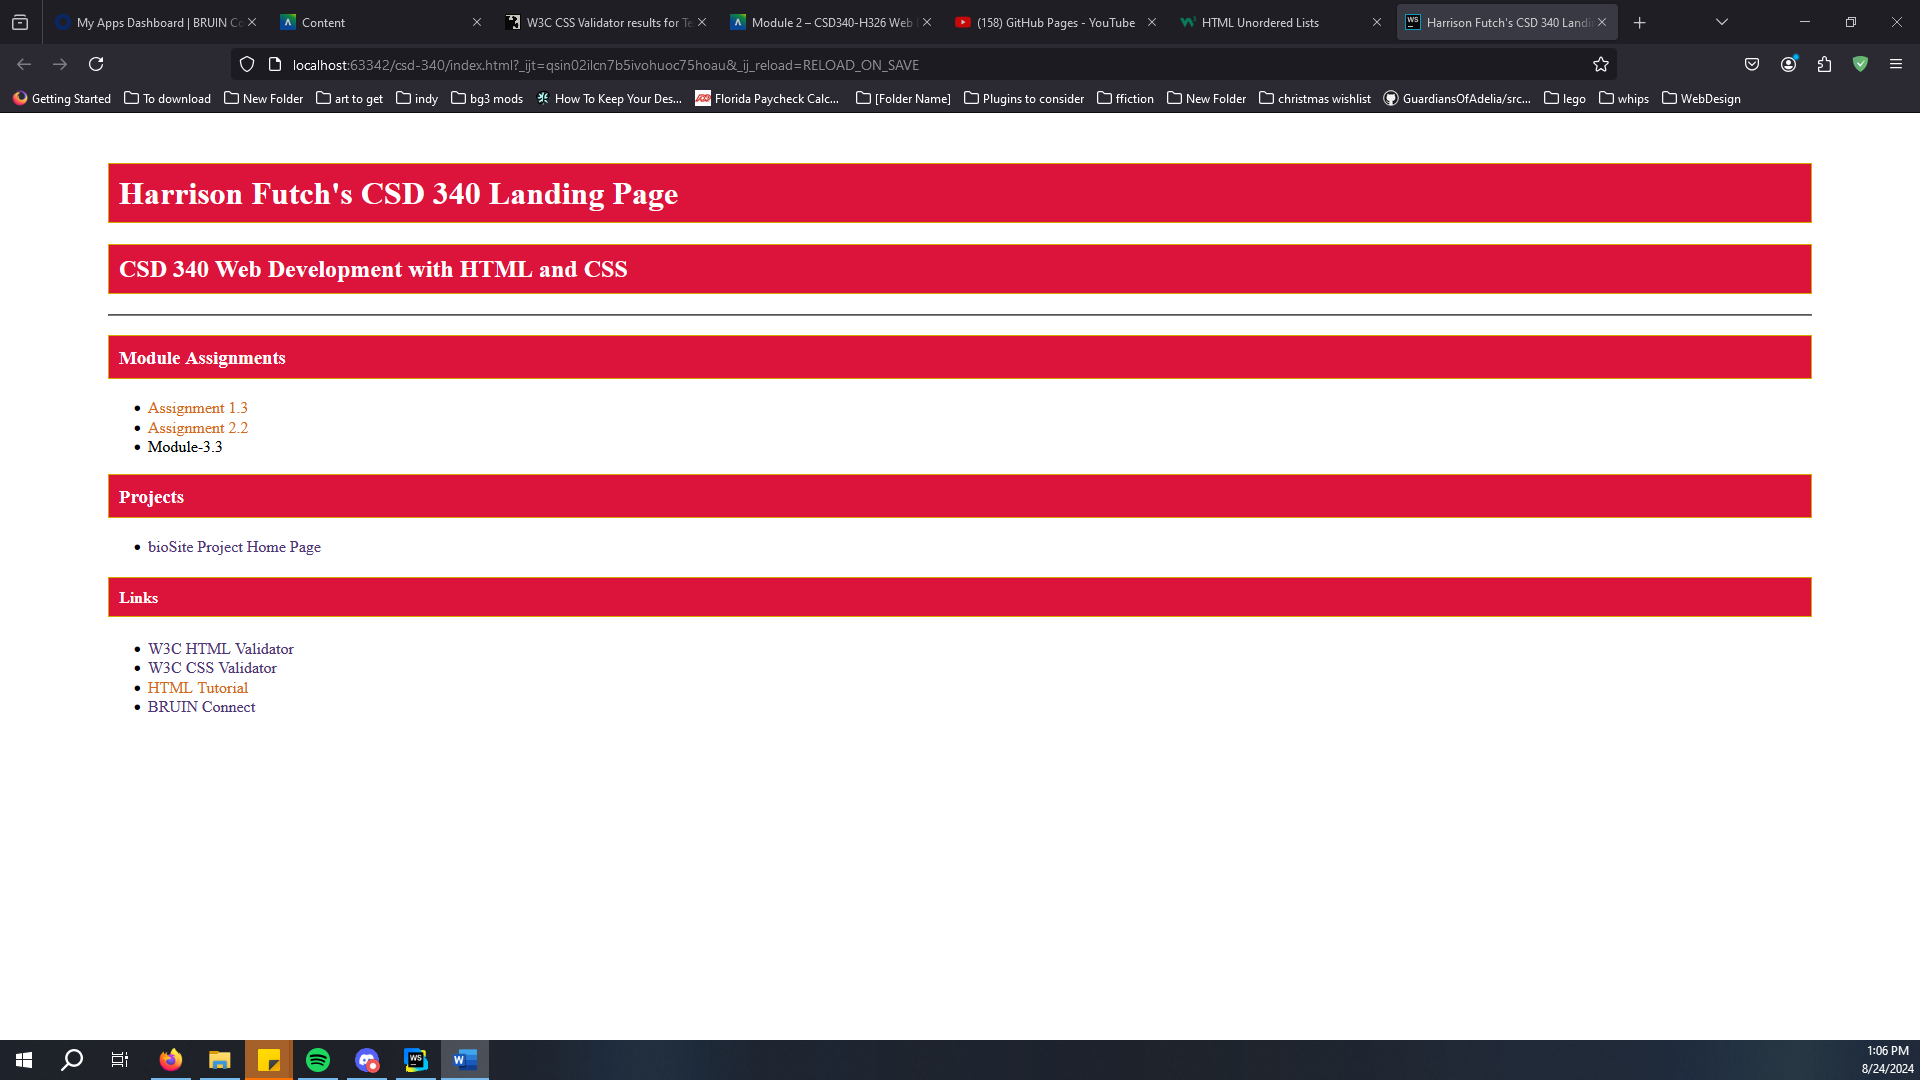 My Apps Dashboard | BRUIN Co
Content
W3C CSS Validator results for Te
Module 2 – CSD340-H326 Web
(158) GitHub Pages - YouTube
HTML Unordered Lists
Harrison Futch's CSD 340 Landi
localhost:63342/csd-340/index.html?_ijt=qsin02ilcn7b5ivohuoc75hoau&_ij_reload=RELOAD_ON_SAVE
Getting Started
To download
New Folder
art to get
indy
bg3 mods
How To Keep Your Des...
Florida Paycheck Calc...
[Folder Name]
Plugins to consider
ffiction
New Folder
christmas wishlist
GuardiansOfAdelia/src...
lego
whips
WebDesign
Harrison Futch's CSD 340 Landing Page
CSD 340 Web Development with HTML and CSS
Module Assignments
Assignment 1.3
Assignment 2.2
Module-3.3
Projects
bioSite Project Home Page
Links
W3C HTML Validator
W3C CSS Validator
HTML Tutorial
BRUIN Connect
1:06 PM
8/24/2024